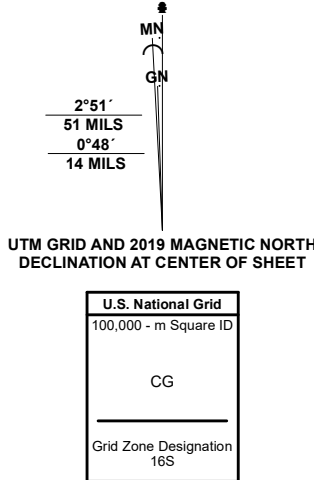 MN
GN
2°51´
51 MILS
0°48´
14 MILS
UTM GRID AND 2019 MAGNETIC NORTH
DECLINATION AT CENTER OF SHEET
U.S. National Grid
100,000 - m Square ID
CG
Grid Zone Designation
16S